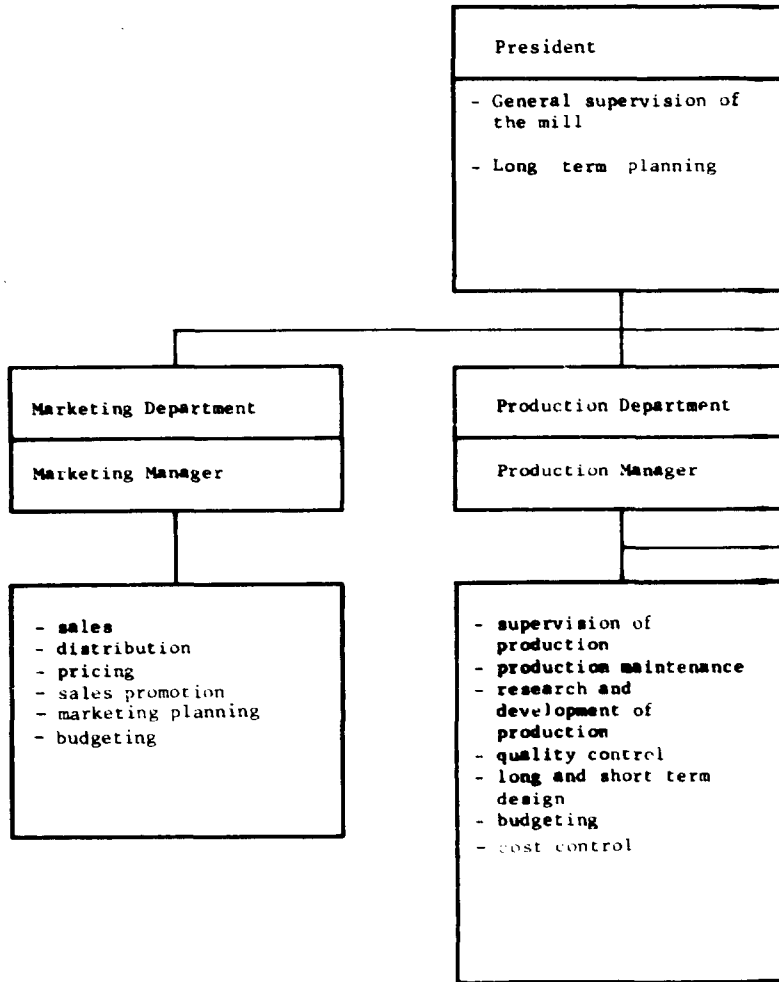 President
- General supervision of
the mill
- Long term planning
Marketing Department
Marketing Manager
- sales
- distribution
- pricing
- sales promotion
- marketing planning
- budgeting
Production Department
Production Manager
- supervision of
production
- production maintenance
- research and
development of
production
- quality control
- long and short term
design
- budgeting
- cost control